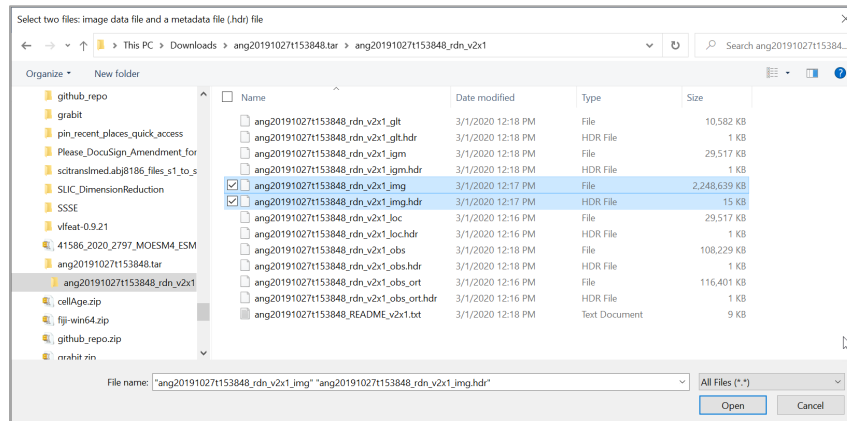 Select two files: image data file and a metadata file (.hdr) file
This PC > Downloads > ang20191027t153848.tar > ang20191027t153848_rdn_v2x1
Search ang20191027t15384...
Organize
New folder
github_repo
grabit
pin_recent_places_quick_access
Please_DocuSign_Amendment_for
scitranslmed.abj8186_files_s1_to_s
SLIC_DimensionReduction
SSSE
vlfeat-0.9.21
41586_2020_2797_MOESM4_ESM
ang20191027t153848.tar
ang20191027t153848_rdn_v2x1
cellAge.zip
fiji-win64.zip
github_repo.zip
grabit.zip
Name Date modified Type Size
ang20191027t153848_rdn_v2x1_glt 3/1/2020 12:18 PM File 10,582 KB
ang20191027t153848_rdn_v2x1_glt.hdr 3/1/2020 12:18 PM HDR File 1 KB
ang20191027t153848_rdn_v2x1_igm 3/1/2020 12:18 PM File 29,517 KB
ang20191027t153848_rdn_v2x1_igm.hdr 3/1/2020 12:18 PM HDR File 1 KB
ang20191027t153848_rdn_v2x1_img 3/1/2020 12:17 PM File 2,248,639 KB
ang20191027t153848_rdn_v2x1_img.hdr 3/1/2020 12:17 PM HDR File 15 KB
ang20191027t153848_rdn_v2x1_loc 3/1/2020 12:16 PM File 29,517 KB
ang20191027t153848_rdn_v2x1_loc.hdr 3/1/2020 12:16 PM HDR File 1 KB
ang20191027t153848_rdn_v2x1_obs 3/1/2020 12:18 PM File 108,229 KB
ang20191027t153848_rdn_v2x1_obs.hdr 3/1/2020 12:18 PM HDR File 1 KB
ang20191027t153848_rdn_v2x1_obs_ort 3/1/2020 12:16 PM File 116,401 KB
ang20191027t153848_rdn_v2x1_obs_ort.hdr 3/1/2020 12:16 PM HDR File 1 KB
ang20191027t153848_README_v2x1.txt 3/1/2020 12:18 PM Text Document 9 KB
File name: "ang20191027t153848_rdn_v2x1_img" "ang20191027t153848_rdn_v2x1_img.hdr"
All Files (*.*)
Open
Cancel